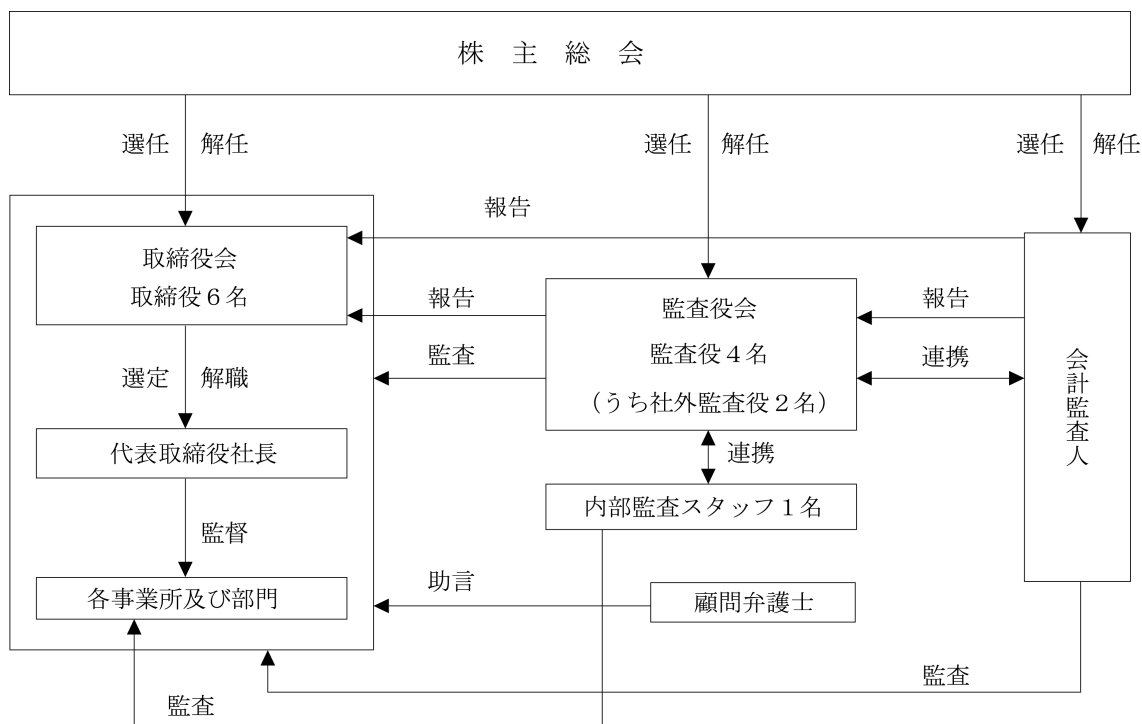 株主総会
選任 解任
選任 解任
選任 解任
報告
取締役会
取締役6名
報告
監査役会
監査役4名
(うち社外監査役2名)
報告
監査
連携
会計監査人
選定 解職
代表取締役社長
連携
内部監査スタッフ1名
監督
助言
各事業所及び部門
顧問弁護士
監査
監査